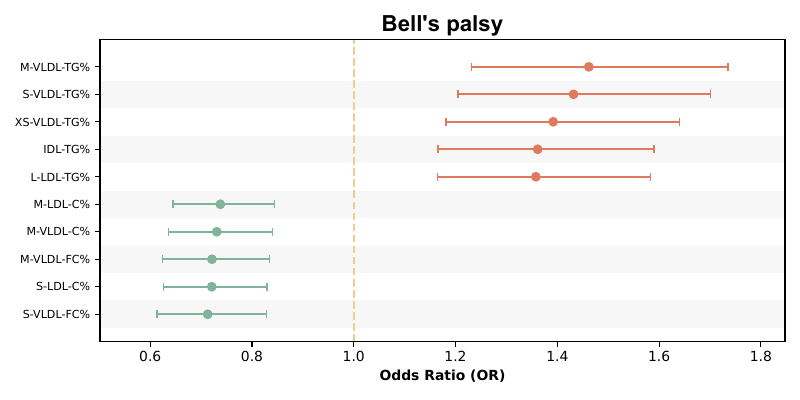 Bell's palsy
M-VLDL-TG%
S-VLDL-TG%
XS-VLDL-TG%
IDL-TG%
L-LDL-TG%
M-LDL-C%
M-VLDL-C%
M-VLDL-FC%
S-LDL-C%
S-VLDL-FC%
0.6 0.8 1.0 1.2 1.4 1.6 1.8
Odds Ratio (OR)